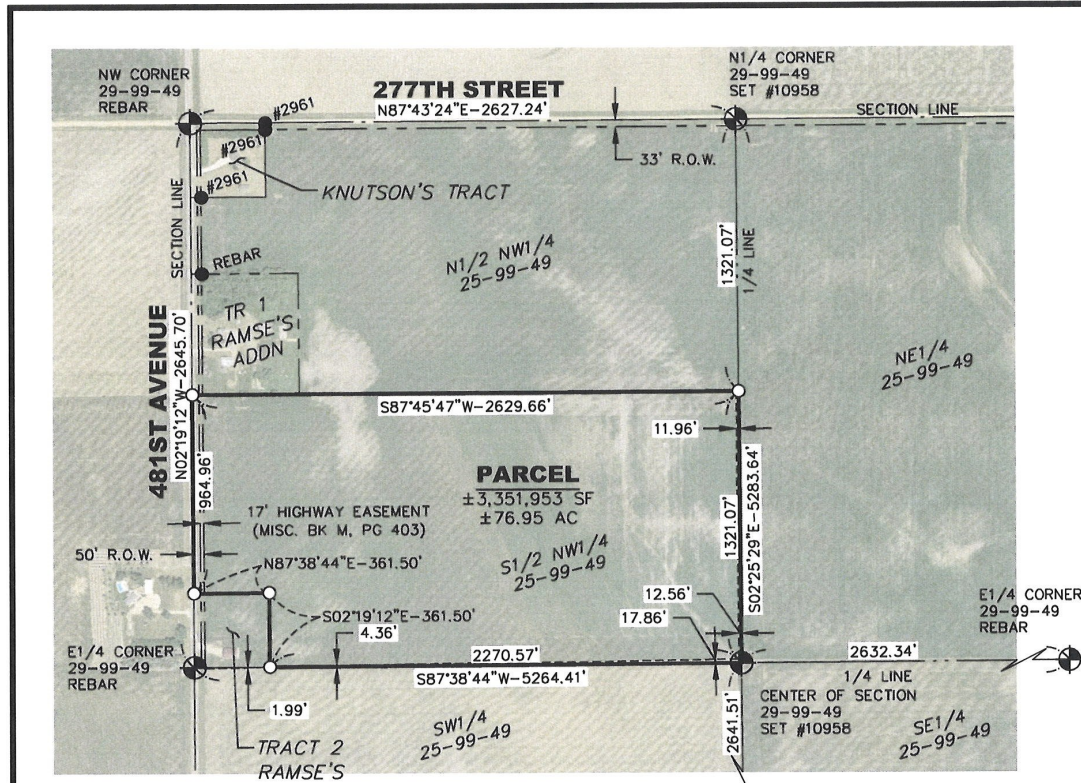 NW CORNER
29-99-49
REBAR
277TH STREET
N87°43'24"E-2627.24'
N1/4 CORNER
29-99-49
SET #10958
SECTION LINE
#2961
#2961
#2961
33' R.O.W.
KNUTSON'S TRACT
SECTION LINE
REBAR
N1/2 NW1/4
25-99-49
1321.07'
1/4 LINE
TR 1
RAMSE'S
ADDN
NE1/4
25-99-49
481ST AVENUE
N02°19'12"W-2645.70'
S87°45'47"W-2629.66'
11.96'
964.96'
PARCEL
±3,351,953 SF
±76.95 AC
17' HIGHWAY EASEMENT
(MISC. BK M, PG 403)
50' R.O.W.
N87°38'44"E-361.50'
S1/2 NW1/4
25-99-49
1321.07'
S02°25'29"E-5283.64'
12.56'
17.86'
S02°19'12"E-361.50'
4.36'
E1/4 CORNER
29-99-49
REBAR
E1/4 CORNER
29-99-49
REBAR
2270.57'
S87°38'44"W-5264.41'
2632.34'
1/4 LINE
CENTER OF SECTION
29-99-49
SET #10958
1.99'
SW1/4
25-99-49
2641.51'
SE1/4
25-99-49
TRACT 2
RAMSE'S